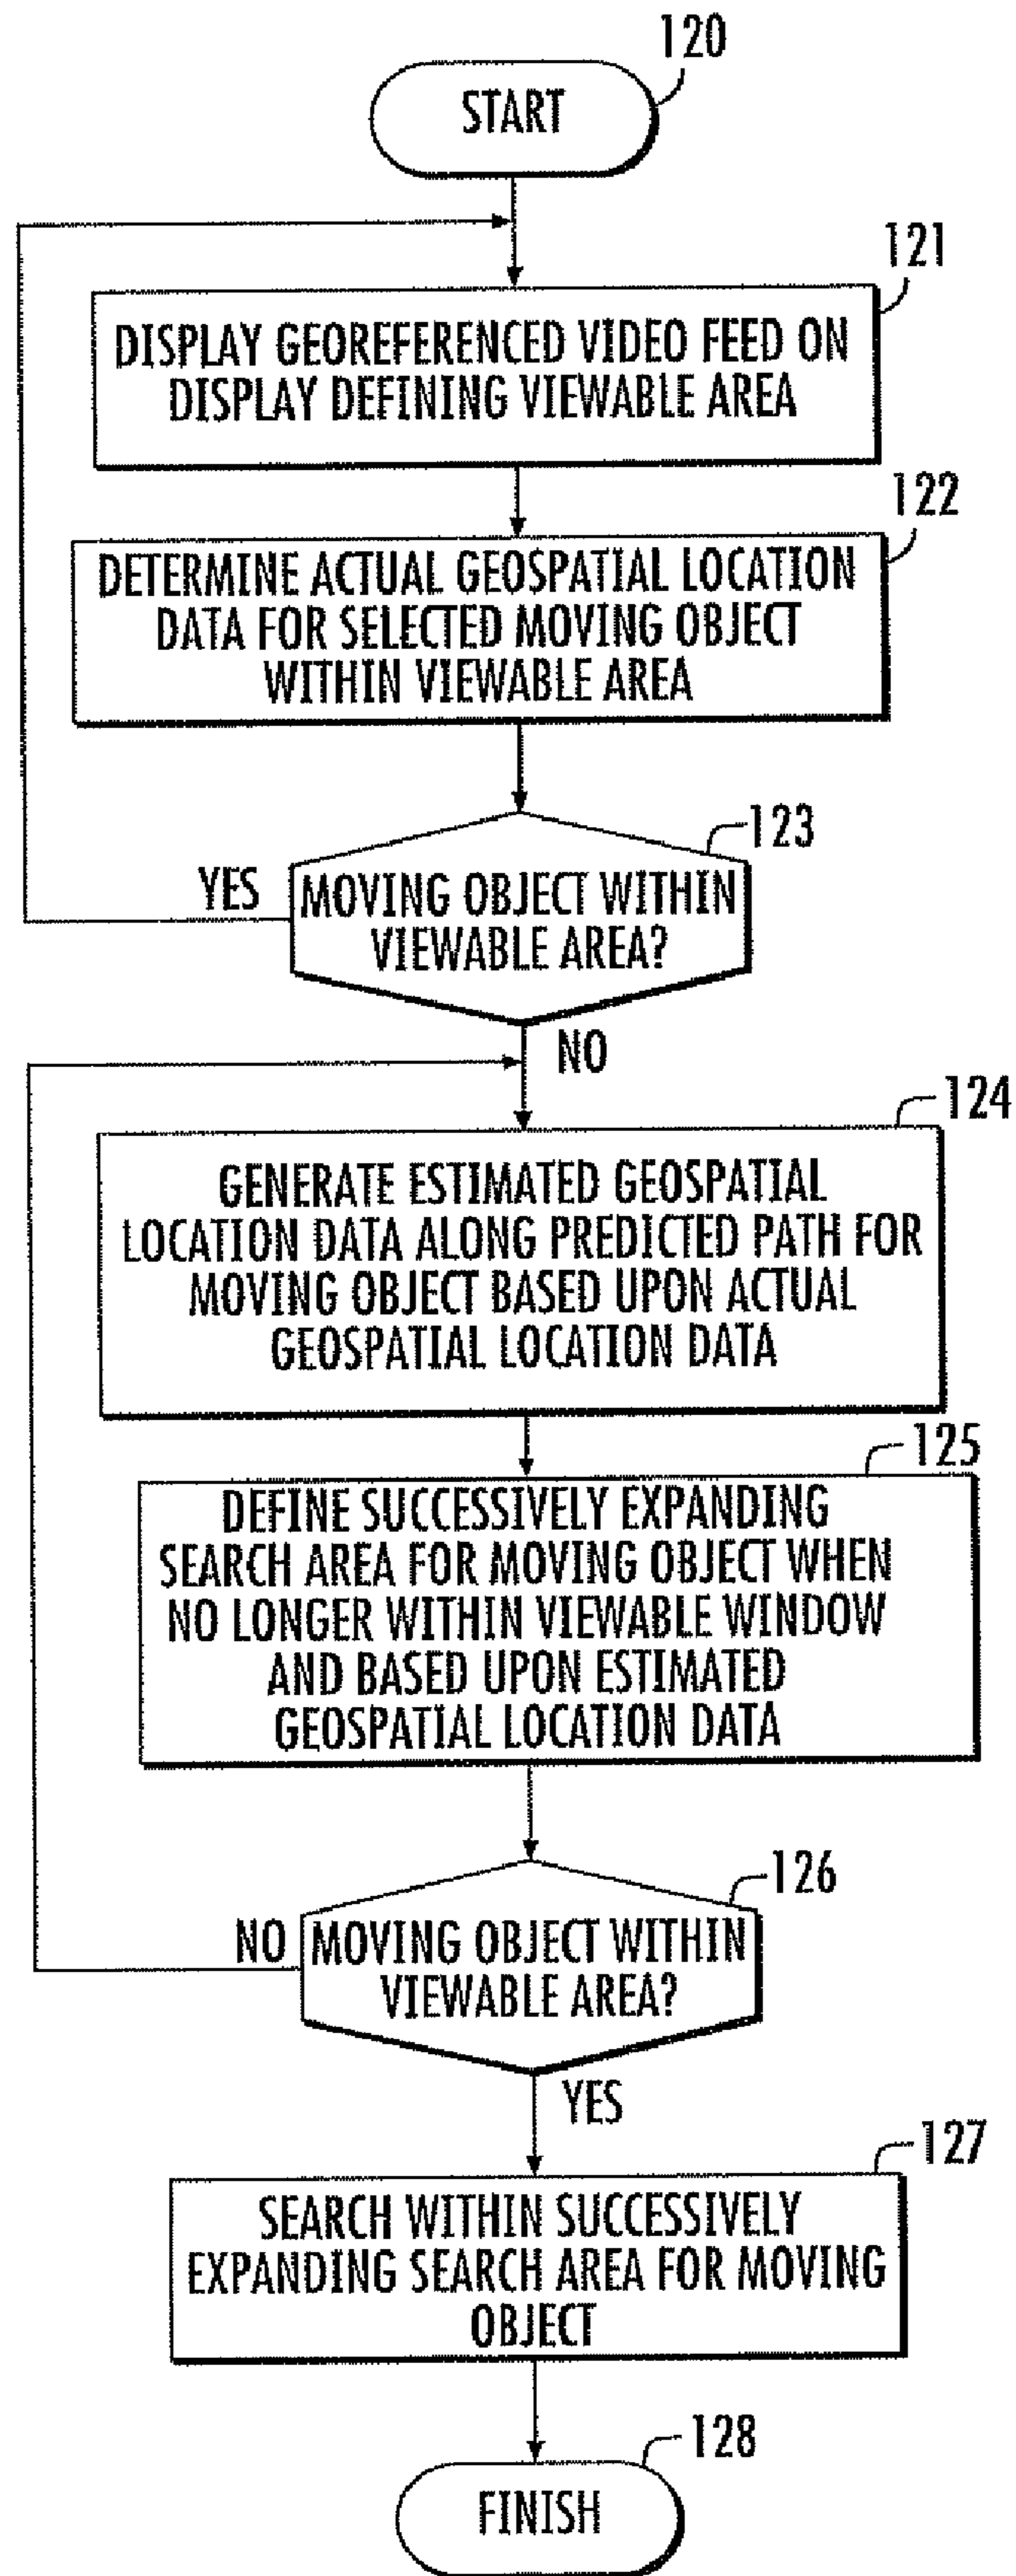 120
START
121
DISPLAY GEOREFERENCED VIDEO FEED ON
DISPLAY DEFINING VIEWABLE AREA
122
DETERMINE ACTUAL GEOSPATIAL LOCATION
DATA FOR SELECTED MOVING OBJECT
WITHIN VIEWABLE AREA
123
YES
MOVING OBJECT WITHIN
VIEWABLE AREA?
NO
124
GENERATE ESTIMATED GEOSPATIAL
LOCATION DATA ALONG PREDICTED PATH FOR
MOVING OBJECT BASED UPON ACTUAL
GEOSPATIAL LOCATION DATA
125
DEFINE SUCCESSIVELY EXPANDING
SEARCH AREA FOR MOVING OBJECT WHEN
NO LONGER WITHIN VIEWABLE WINDOW
AND BASED UPON ESTIMATED
GEOSPATIAL LOCATION DATA
126
NO
MOVING OBJECT WITHIN
VIEWABLE AREA?
YES
127
SEARCH WITHIN SUCCESSIVELY
EXPANDING SEARCH AREA FOR MOVING
OBJECT
128
FINISH